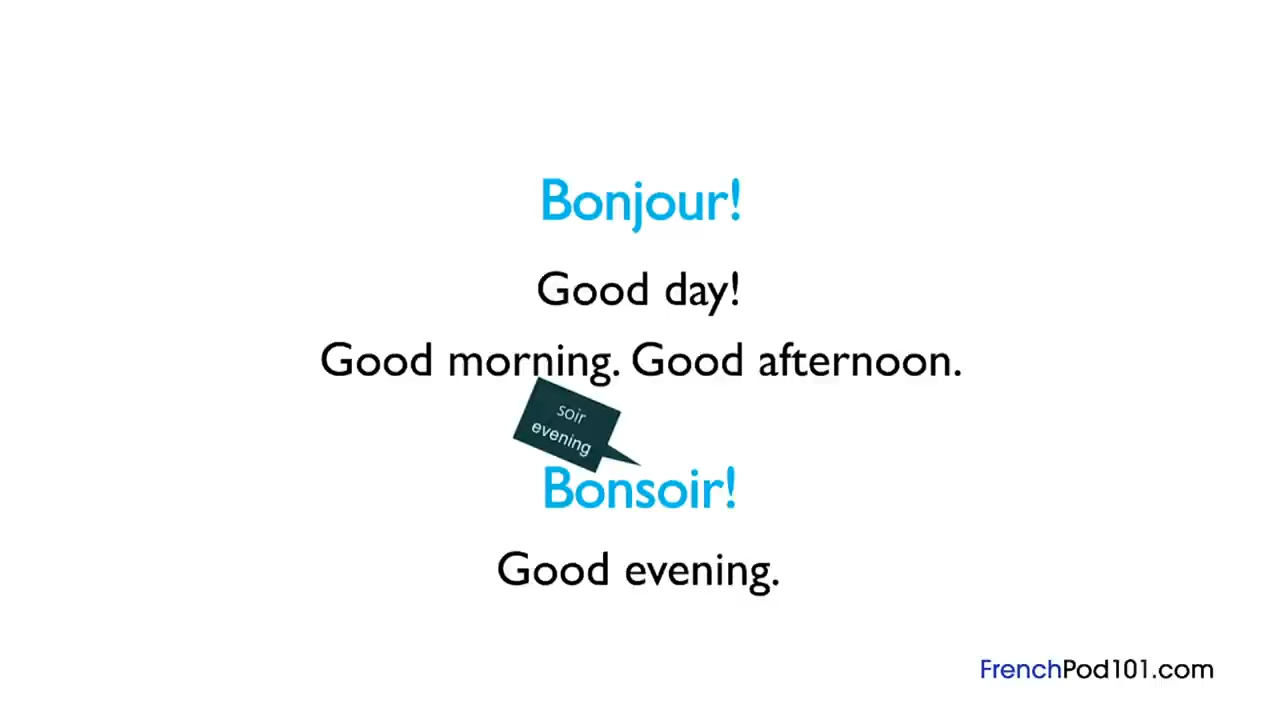 Bonjour!
Good day!
Good morning. Good afternoon.
soir
evening
Bonsoir!
Good evening.
FrenchPod101.com